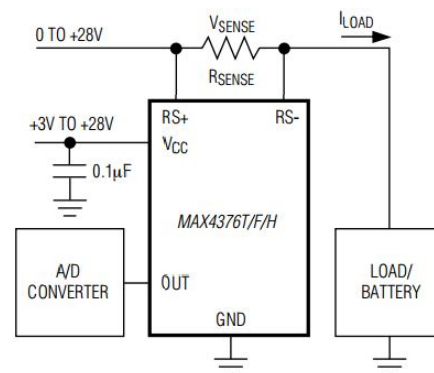 0 TO +28V
VSENSE
ILOAD
RSENSE
RS+
RS-
+3V TO +28V
VCC
0.1µF
MAX4376T/F/H
A/D
CONVERTER
OUT
LOAD/
BATTERY
GND